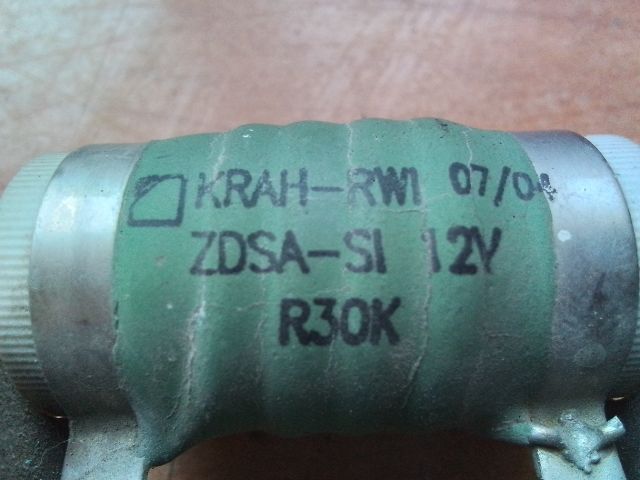 KRAH-RWI 07/04
ZDSA-SI 12V
R30K